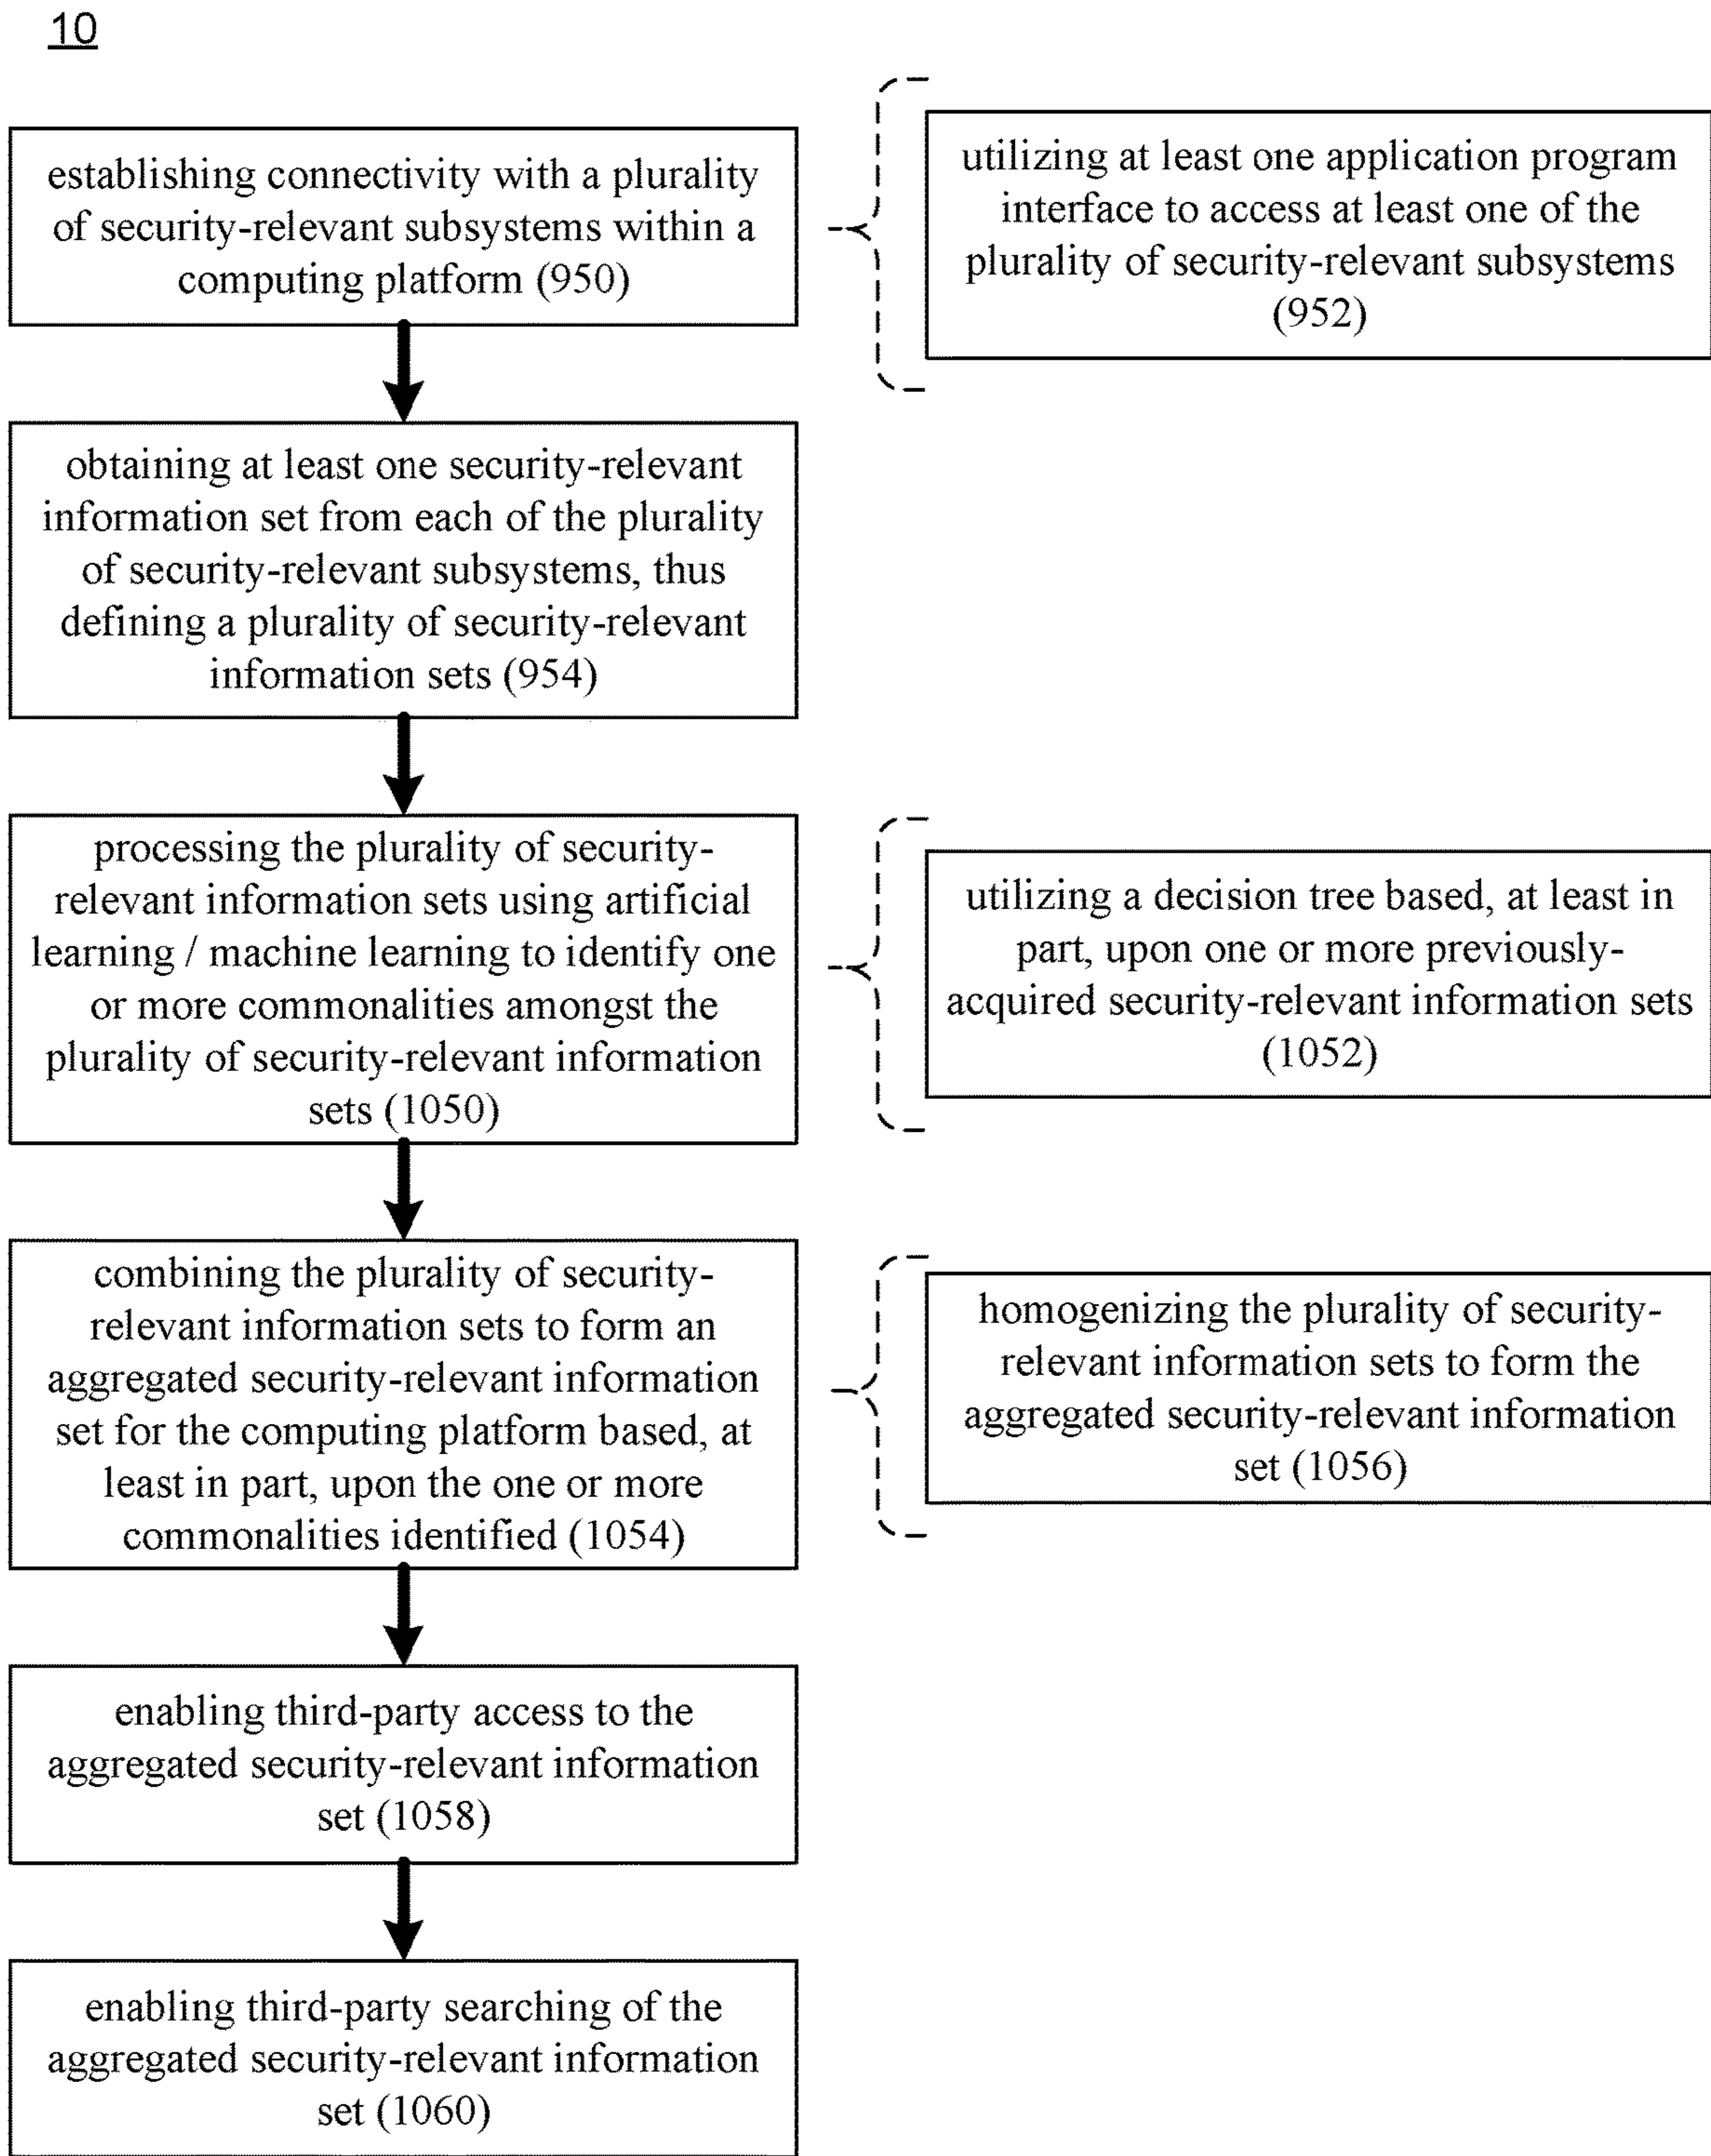 10
establishing connectivity with a plurality
of security-relevant subsystems within a
computing platform (950)
utilizing at least one application program
interface to access at least one of the
plurality of security-relevant subsystems
(952)
obtaining at least one security-relevant
information set from each of the plurality
of security-relevant subsystems, thus
defining a plurality of security-relevant
information sets (954)
processing the plurality of security-
relevant information sets using artificial
learning / machine learning to identify one
or more commonalities amongst the
plurality of security-relevant information
sets (1050)
utilizing a decision tree based, at least in
part, upon one or more previously-
acquired security-relevant information sets
(1052)
combining the plurality of security-
relevant information sets to form an
aggregated security-relevant information
set for the computing platform based, at
least in part, upon the one or more
commonalities identified (1054)
homogenizing the plurality of security-
relevant information sets to form the
aggregated security-relevant information
set (1056)
enabling third-party access to the
aggregated security-relevant information
set (1058)
enabling third-party searching of the
aggregated security-relevant information
set (1060)